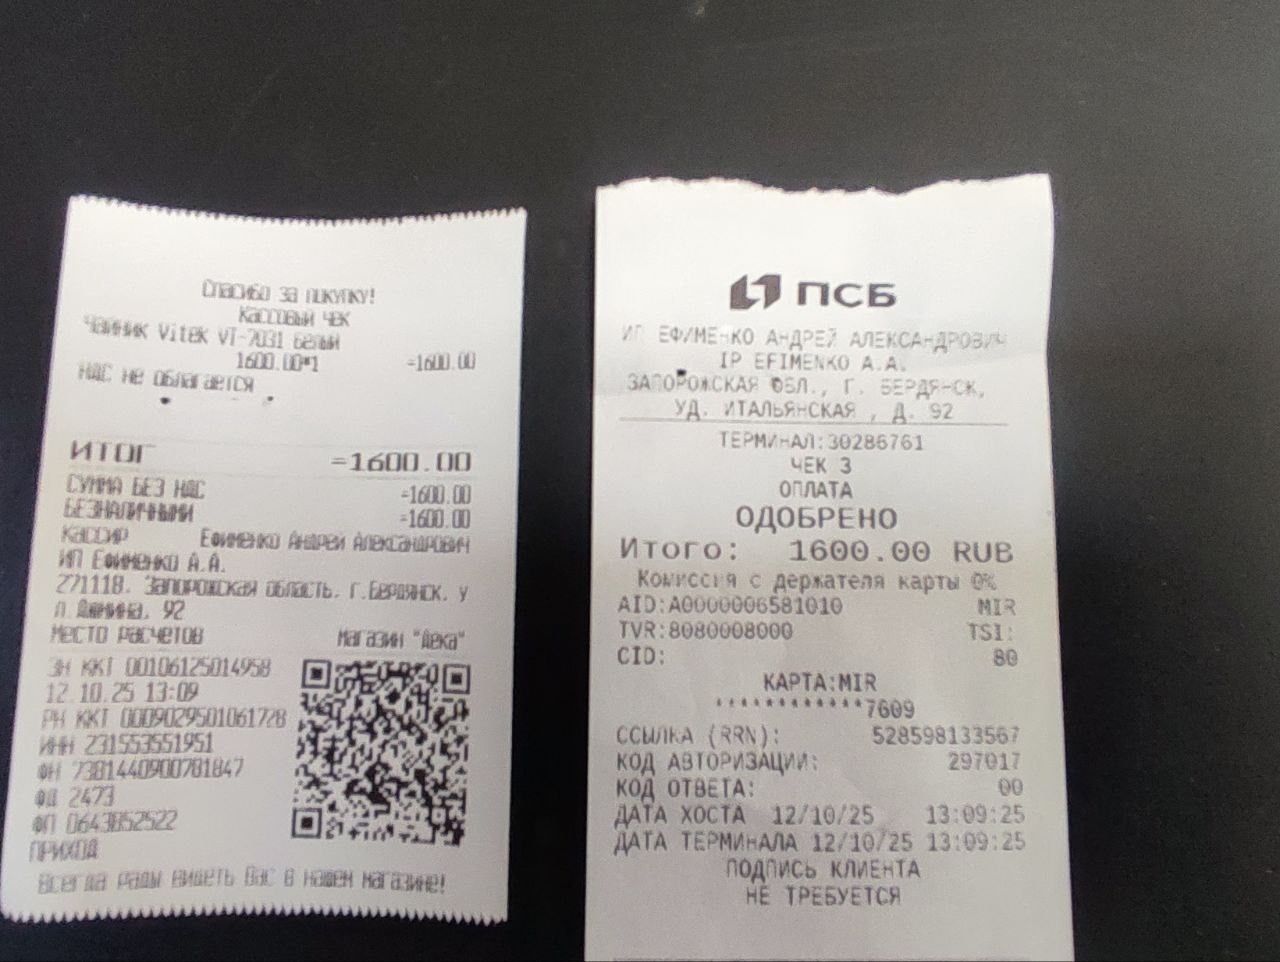 Спасибо за покупку!
Кассовый чек
Чайник Vitek VT-7031 белый
1600.00*1 =1600.00
НДС не облагается
ИТОГ =1600.00
СУММА БЕЗ НДС =1600.00
БЕЗНАЛИЧНЫМИ =1600.00
Кассир Ефименко Андрей Александрович
ИП Ефименко А.А.
271118, Запорожская область, г.Бердянск, у
л.Дюмина, 92
Место расчетов Магазин "Дека"
ЗН ККТ 00106125014958
12.10.25 13:09
РН ККТ 0009029501061728
ИНН 231553551951
ФН 7381440900781847
ФД 2473
ФП 0643852522
ПРИХОД
Всегда рады видеть Вас в нашем магазине!
ПСБ
ИП ЕФИМЕНКО АНДРЕЙ АЛЕКСАНДРОВИЧ
IP EFIMENKO A.A.
ЗАПОРОЖСКАЯ ОБЛ., Г. БЕРДЯНСК,
УД. ИТАЛЬЯНСКАЯ , Д. 92
ТЕРМИНАЛ:30286761
ЧЕК 3
ОПЛАТА
ОДОБРЕНО
Итого: 1600.00 RUB
Комиссия с держателя карты 0%
AID:A0000006581010 MIR
TVR:8080008000 TSI:
CID: 80
КАРТА:MIR
************7609
ССЫЛКА (RRN): 528598133567
КОД АВТОРИЗАЦИИ: 297017
КОД ОТВЕТА: 00
ДАТА ХОСТА 12/10/25 13:09:25
ДАТА ТЕРМИНАЛА 12/10/25 13:09:25
ПОДПИСЬ КЛИЕНТА
НЕ ТРЕБУЕТСЯ